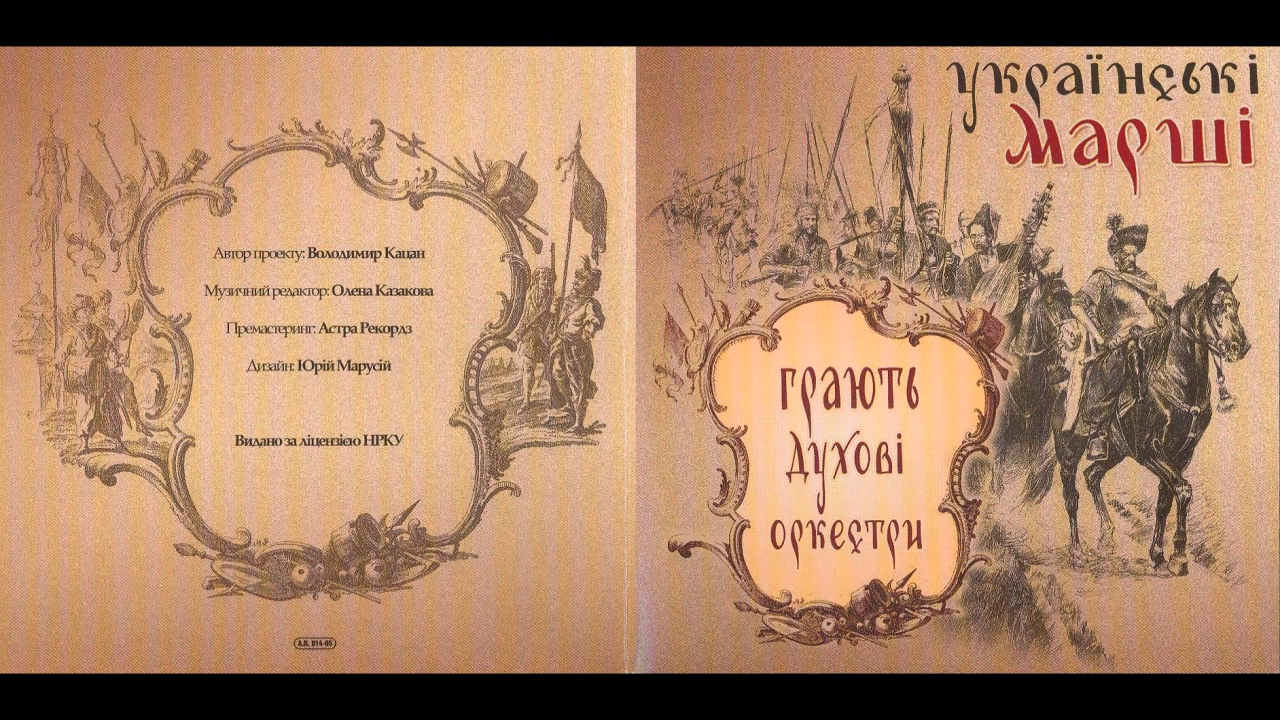 Автор проекту: Володимир Кацан
Музичний редактор: Олена Казакова
Премастеринг: Астра Рекордз
Дизайн: Юрій Марусій
Видано за ліцензією НРКУ
A.R. 014-05
українські
марші
грають
духові
оркестри